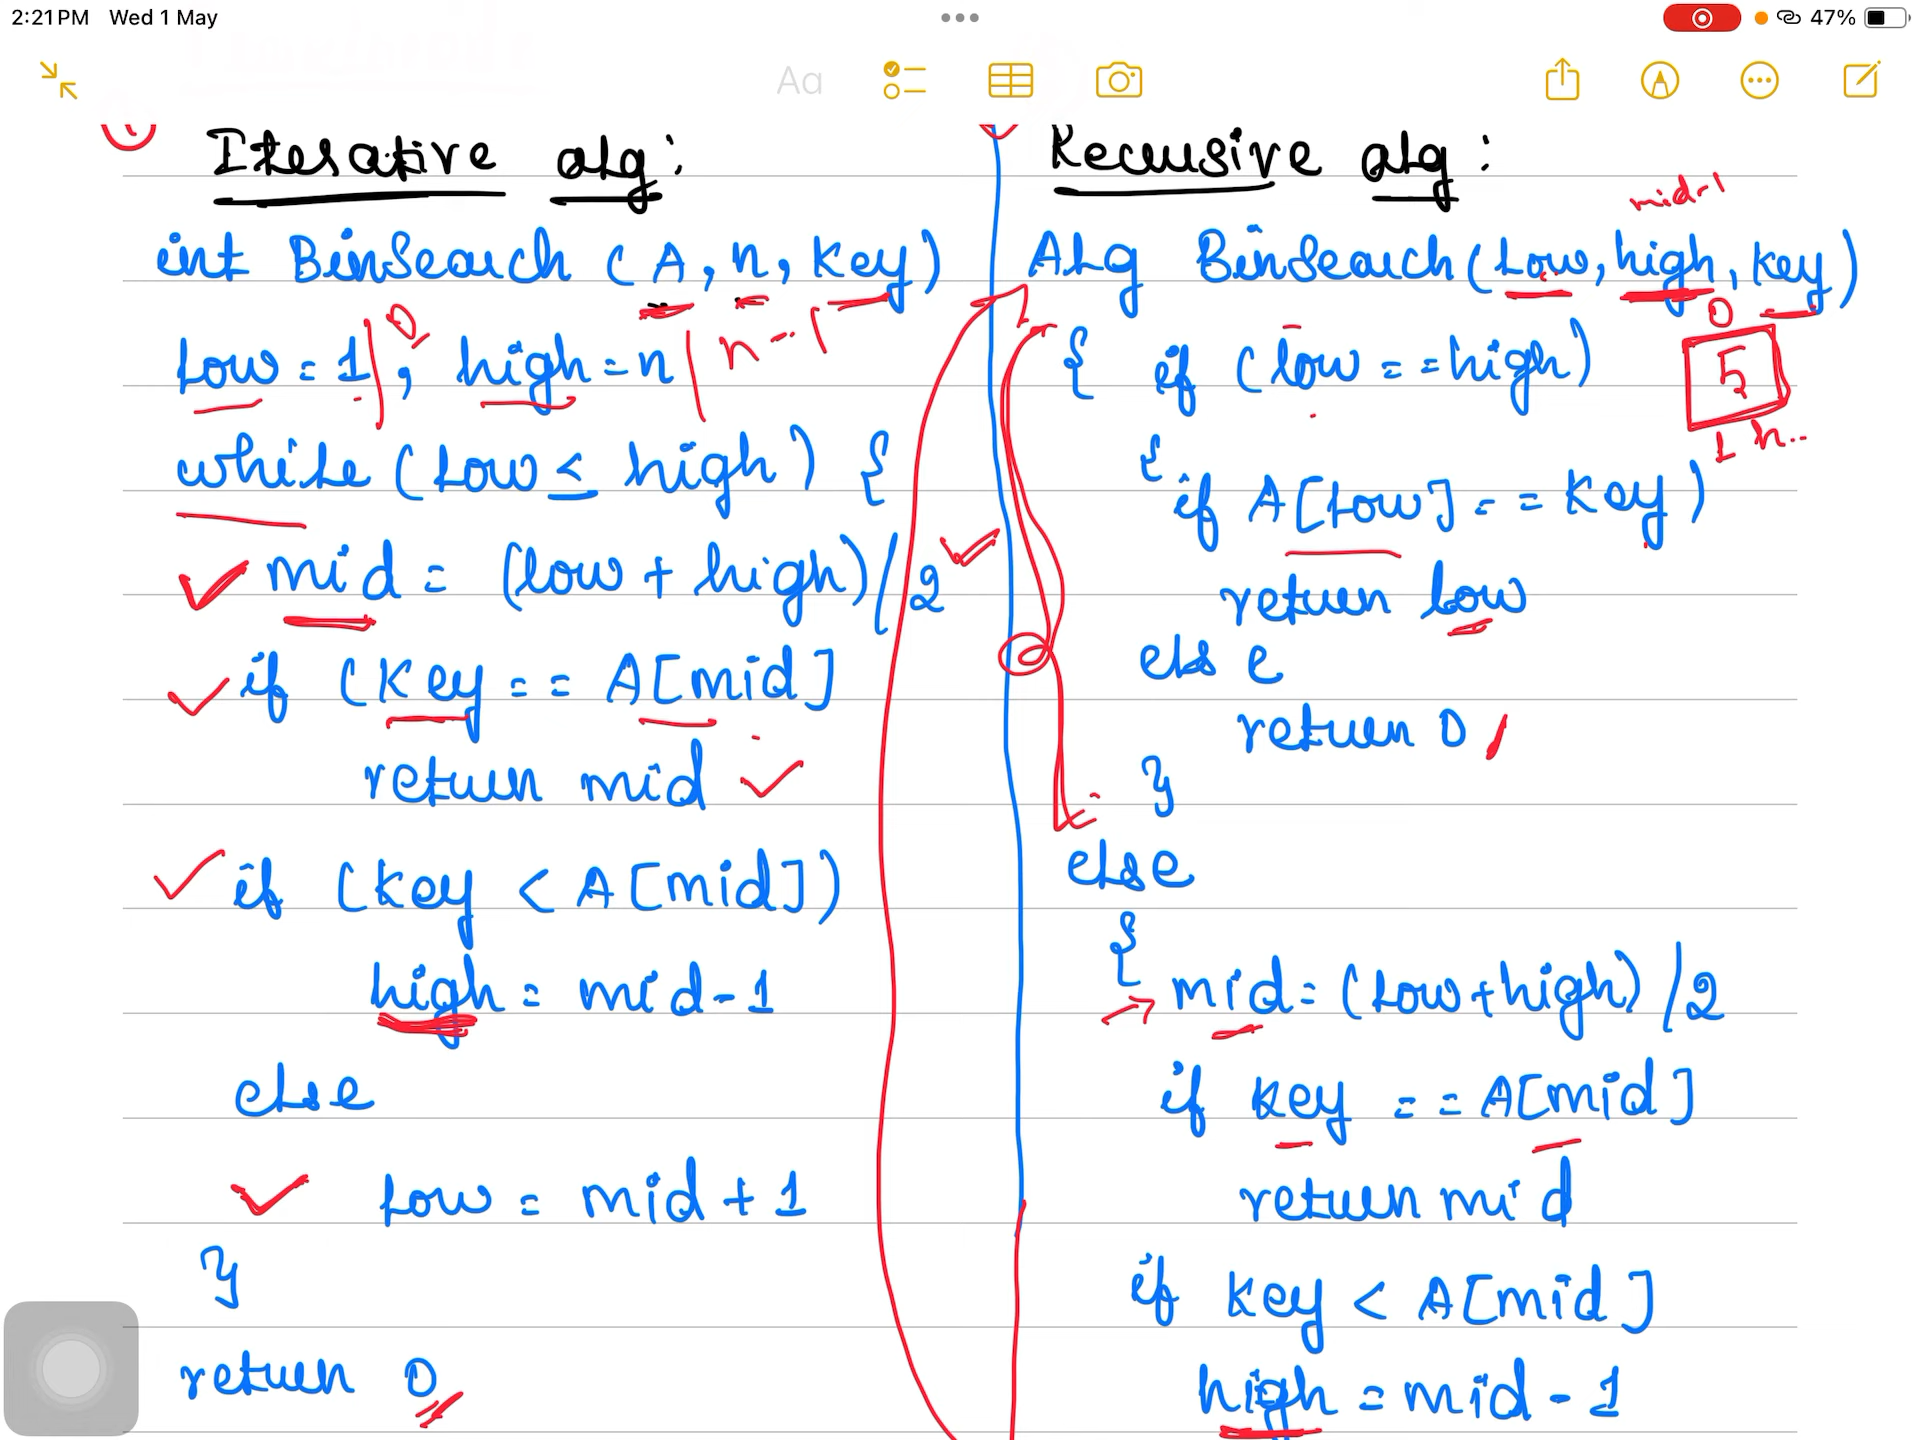 2:21 PM Wed 1 May
47%
Aa
Iterative alg:
int BinSearch (A, n, key)
low = 1 | 0 ; high = n | n-1
while (low ≤ high) {
mid = (low + high)/2
if (key == A[mid]
return mid
if (key < A[mid])
high = mid-1
else
low = mid + 1
}
return 0
Recursive alg:
mid-1
Alg BinSearch(low, high, key)
{ if (low == high)
0
5
1
{
if A[low] == key)
return low
else
return 0
}
else
{
mid = (low+high)/2
if key == A[mid]
return mid
if key < A[mid]
high = mid - 1